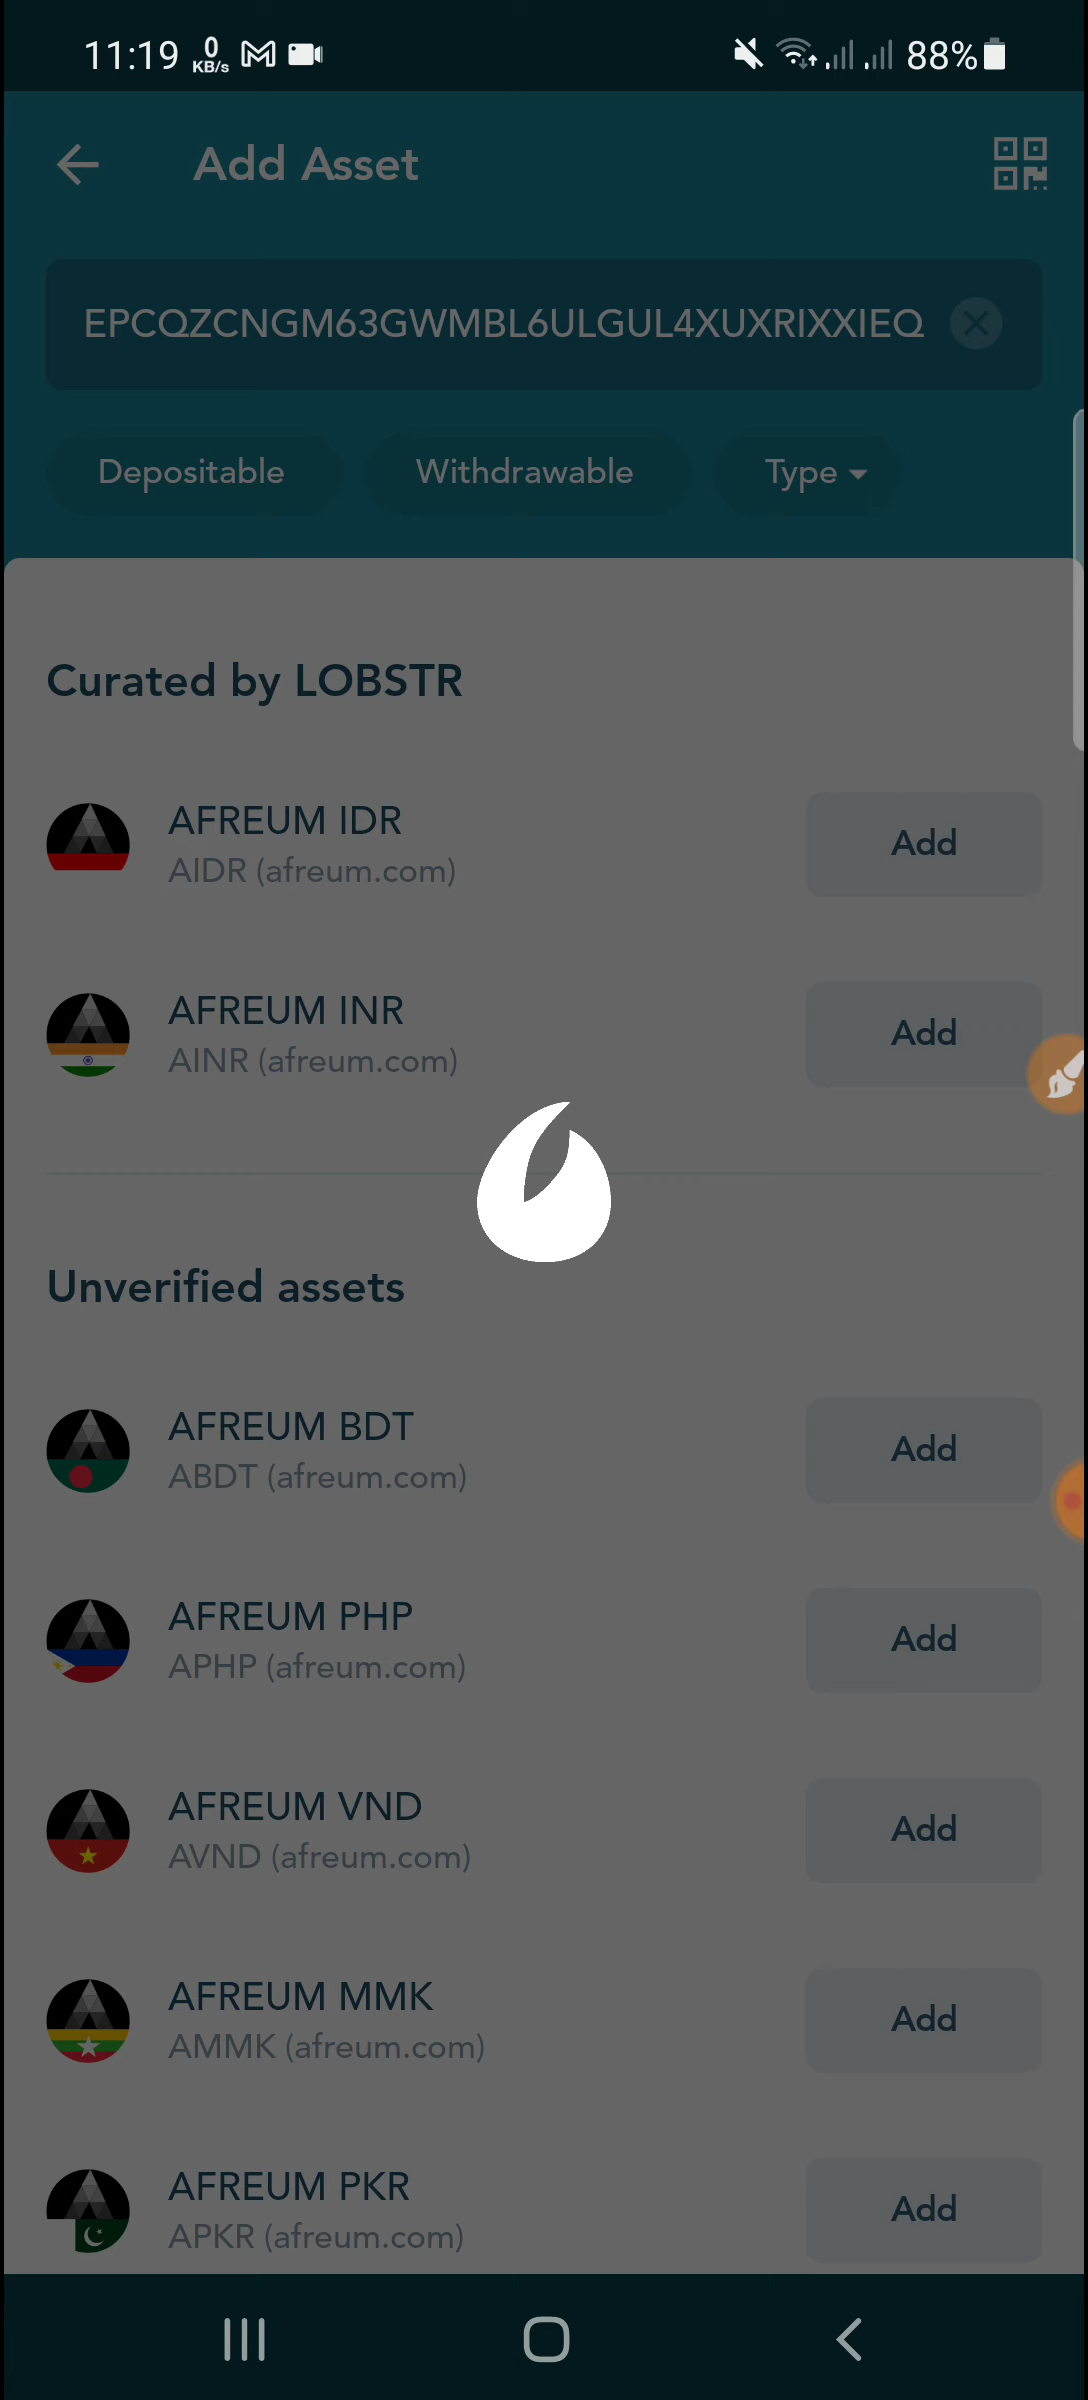 11:19 0 KB/s 88%
Add Asset
EPCQZCNGM63GWMBL6ULGUL4XUXRIXXIEQ
Depositable Withdrawable Type
Curated by LOBSTR
AFREUM IDR
AIDR (afreum.com)
Add
AFREUM INR
AINR (afreum.com)
Add
Unverified assets
AFREUM BDT
ABDT (afreum.com)
Add
AFREUM PHP
APHP (afreum.com)
Add
AFREUM VND
AVND (afreum.com)
Add
AFREUM MMK
AMMK (afreum.com)
Add
AFREUM PKR
APKR (afreum.com)
Add